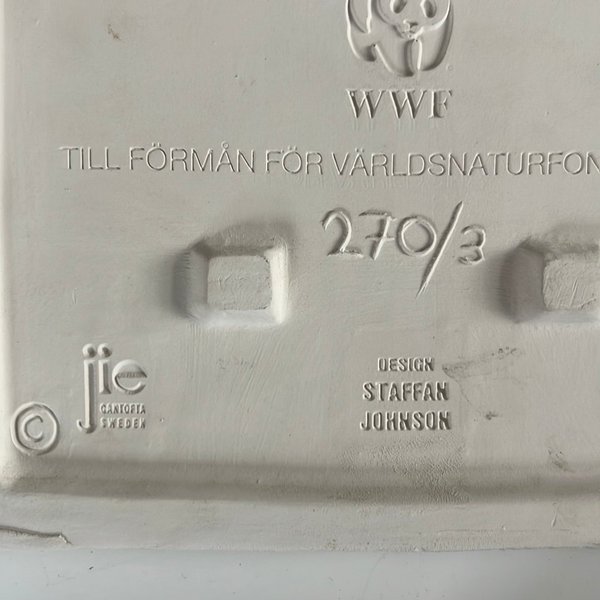 WWF
TILL FÖRMÅN FÖR VÄRLDSNATURFON
270/3
jie
GANTOFTA
SWEDEN
©
DESIGN
STAFFAN
JOHNSON